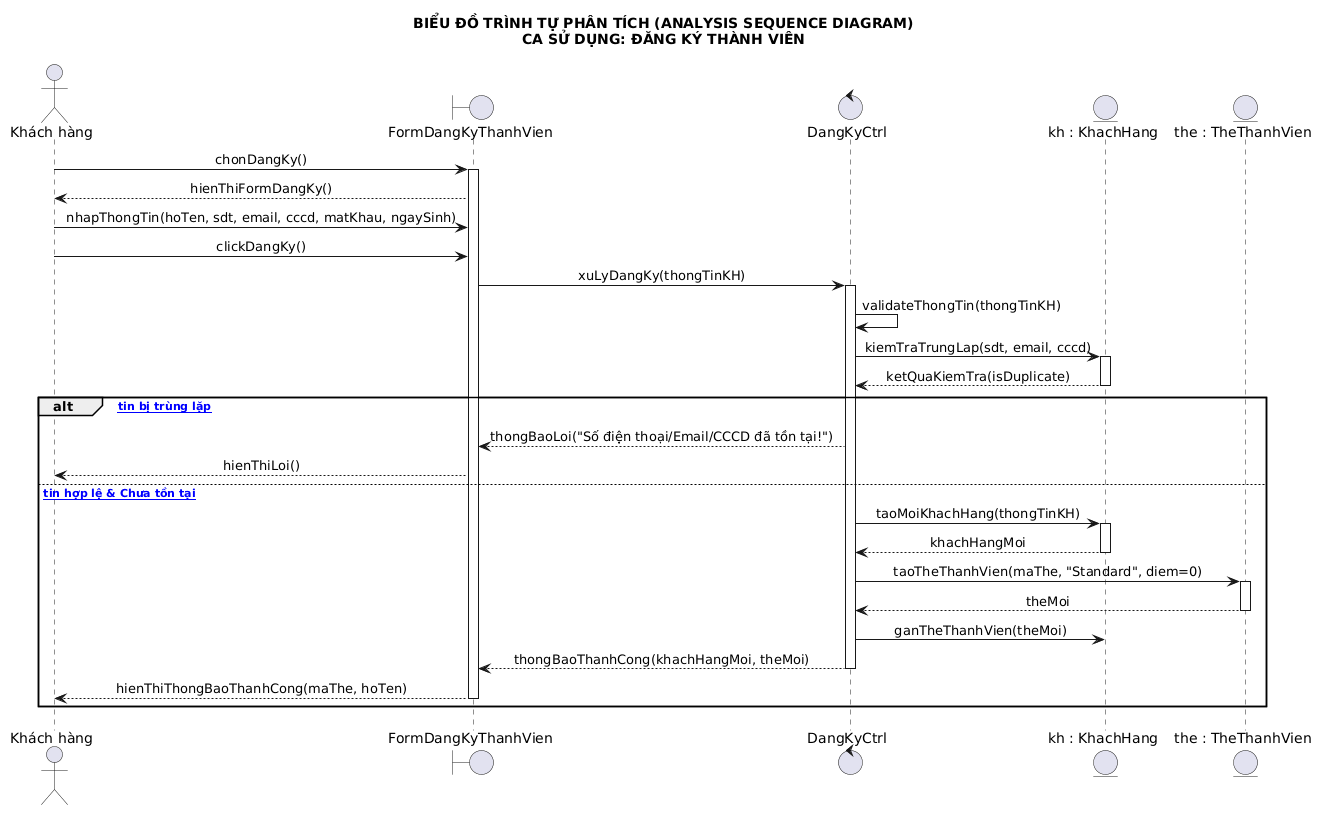 BIỂU ĐỒ TRÌNH TỰ PHÂN TÍCH (ANALYSIS SEQUENCE DIAGRAM)
CA SỬ DỤNG: ĐĂNG KÝ THÀNH VIÊN
Khách hàng
FormDangKyThanhVien
DangKyCtrl
kh : KhachHang
the : TheThanhVien
chonDangKy()
hienThiFormDangKy()
nhapThongTin(hoTen, sdt, email, cccd, matKhau, ngaySinh)
clickDangKy()
xuLyDangKy(thongTinKH)
validateThongTin(thongTinKH)
kiemTraTrungLap(sdt, email, cccd)
ketQuaKiemTra(isDuplicate)
alt
tin bị trùng lặp
thongBaoLoi("Số điện thoại/Email/CCCD đã tồn tại!")
hienThiLoi()
tin hợp lệ & Chưa tồn tại
taoMoiKhachHang(thongTinKH)
khachHangMoi
taoTheThanhVien(maThe, "Standard", diem=0)
theMoi
ganTheThanhVien(theMoi)
thongBaoThanhCong(khachHangMoi, theMoi)
hienThiThongBaoThanhCong(maThe, hoTen)
Khách hàng
FormDangKyThanhVien
DangKyCtrl
kh : KhachHang
the : TheThanhVien